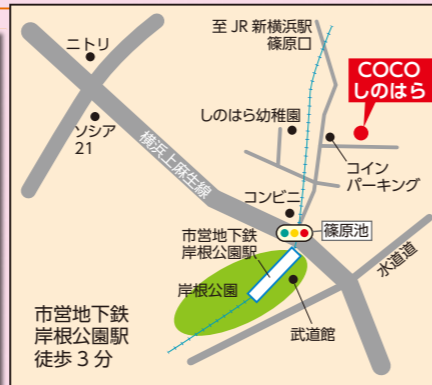 至 JR 新横浜駅
篠原口
ニトリ
COCO
しのはら
しのはら幼稚園
ソシア
21
横浜上麻生線
コイン
パーキング
コンビニ
篠原池
市営地下鉄
岸根公園駅
水道道
岸根公園
武道館
市営地下鉄
岸根公園駅
徒歩 3 分